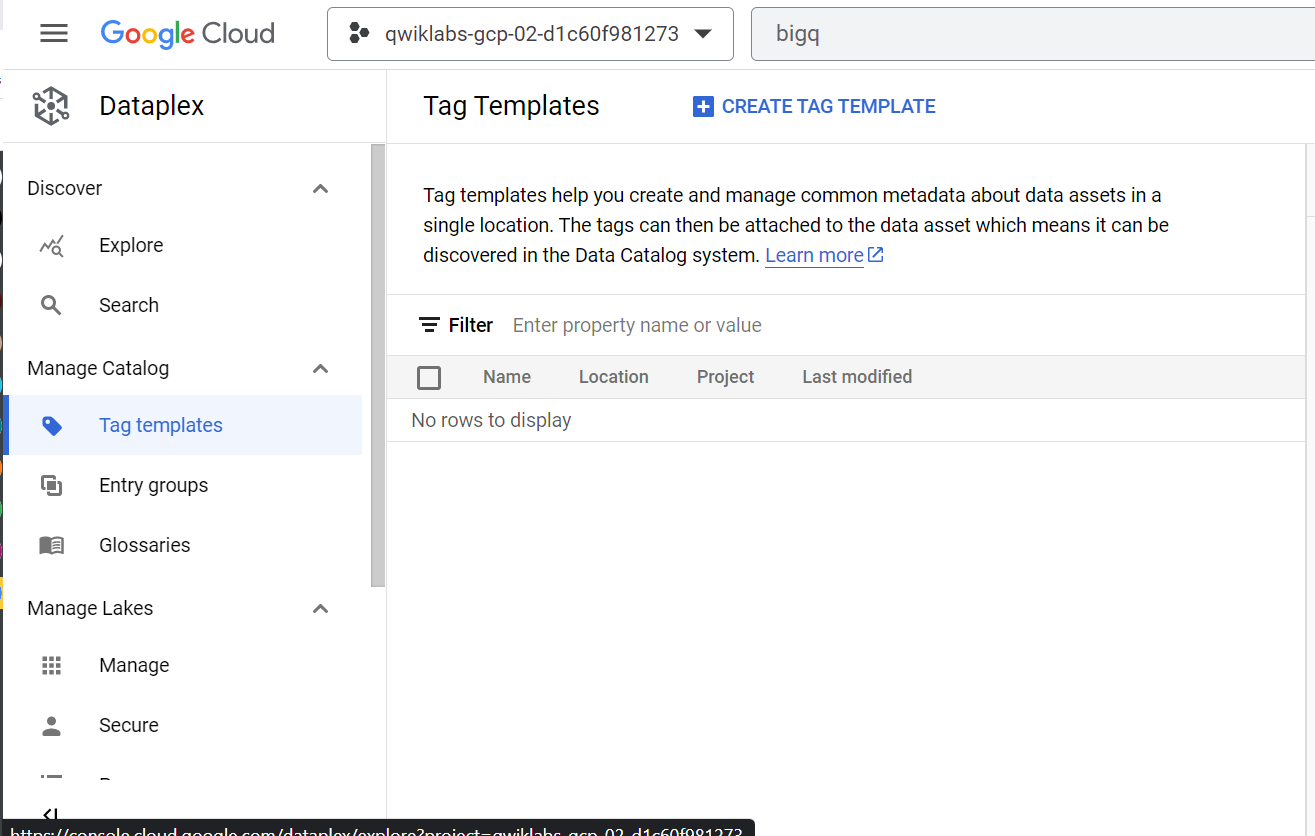 Google Cloud
qwiklabs-gcp-02-d1c60f981273
bigq
Dataplex
Tag Templates
CREATE TAG TEMPLATE
Discover
Explore
Search
Manage Catalog
Tag templates
Entry groups
Glossaries
Manage Lakes
Manage
Secure
Tag templates help you create and manage common metadata about data assets in a
single location. The tags can then be attached to the data asset which means it can be
discovered in the Data Catalog system. Learn more
Filter Enter property name or value
Name Location Project Last modified
No rows to display
https://console.cloud.google.com/dataplex/explore?project=qwiklabs-gcp-02-d1c60f981273